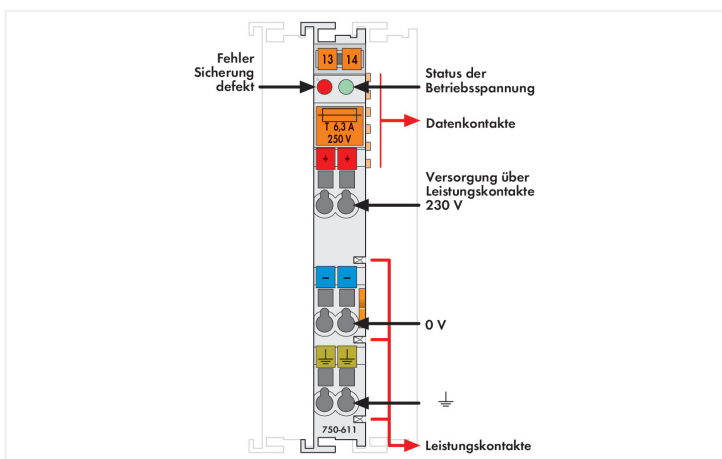 Fehler
Sicherung
defekt
13 14
Status der
Betriebsspannung
T 6,3 A
250 V
Datenkontakte
+ +
Versorgung über
Leistungskontakte
230 V
– –
0 V
750-611
Leistungskontakte